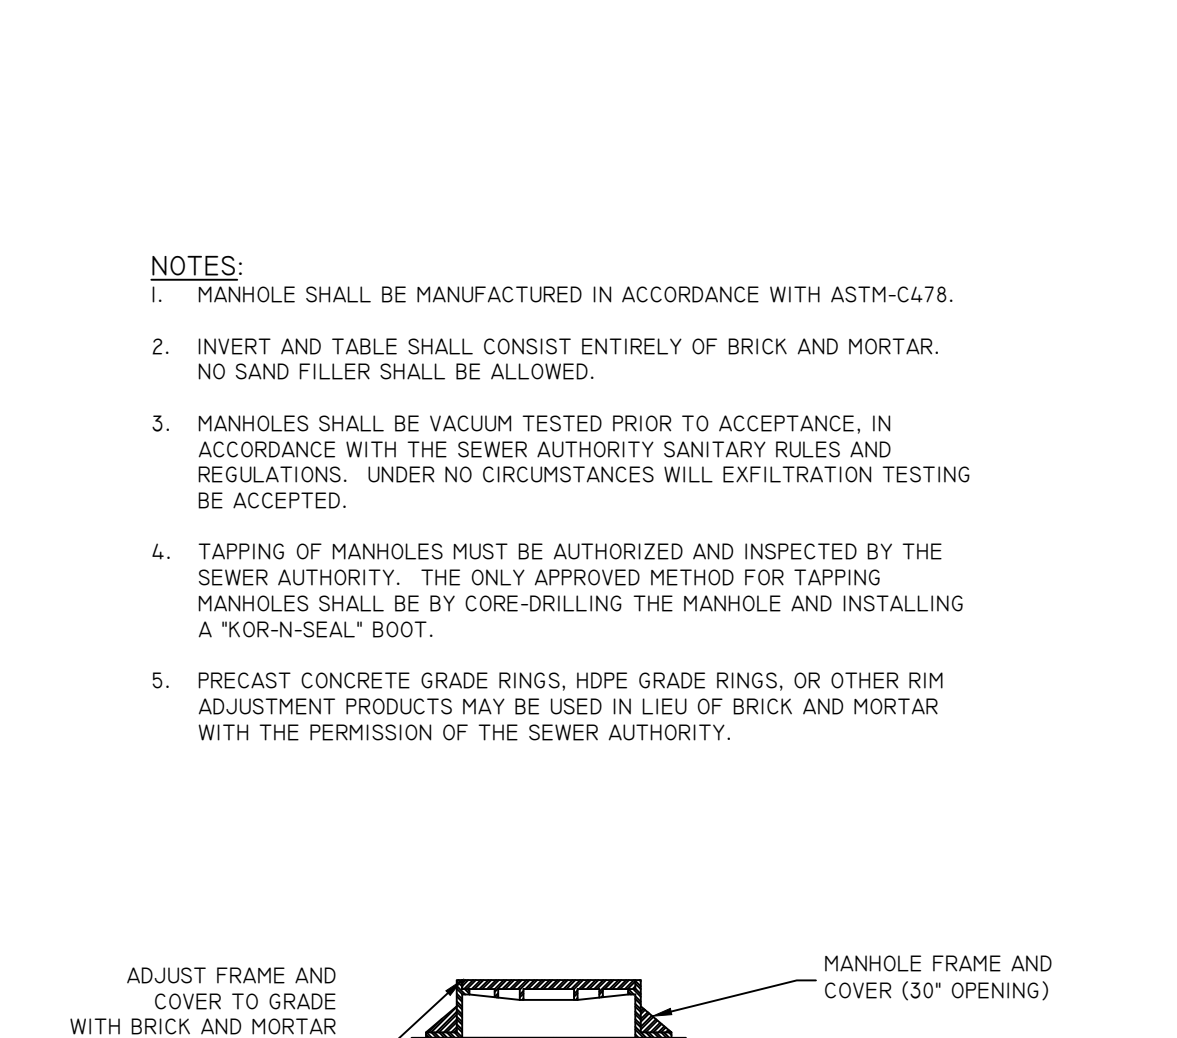 NOTES:
1. MANHOLE SHALL BE MANUFACTURED IN ACCORDANCE WITH ASTM-C478.
2. INVERT AND TABLE SHALL CONSIST ENTIRELY OF BRICK AND MORTAR.
NO SAND FILLER SHALL BE ALLOWED.
3. MANHOLES SHALL BE VACUUM TESTED PRIOR TO ACCEPTANCE, IN
ACCORDANCE WITH THE SEWER AUTHORITY SANITARY RULES AND
REGULATIONS. UNDER NO CIRCUMSTANCES WILL EXFILTRATION TESTING
BE ACCEPTED.
4. TAPPING OF MANHOLES MUST BE AUTHORIZED AND INSPECTED BY THE
SEWER AUTHORITY. THE ONLY APPROVED METHOD FOR TAPPING
MANHOLES SHALL BE BY CORE-DRILLING THE MANHOLE AND INSTALLING
A "KOR-N-SEAL" BOOT.
5. PRECAST CONCRETE GRADE RINGS, HDPE GRADE RINGS, OR OTHER RIM
ADJUSTMENT PRODUCTS MAY BE USED IN LIEU OF BRICK AND MORTAR
WITH THE PERMISSION OF THE SEWER AUTHORITY.
ADJUST FRAME AND
COVER TO GRADE
WITH BRICK AND MORTAR
MANHOLE FRAME AND
COVER (30" OPENING)